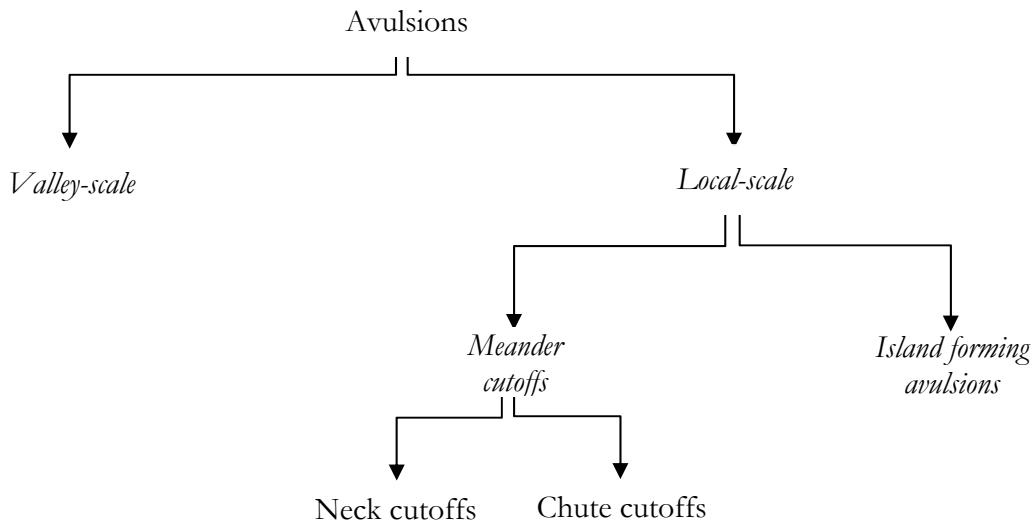 Avulsions
Valley-scale
Local-scale
Meander
cutoffs
Island forming
avulsions
Neck cutoffs
Chute cutoffs